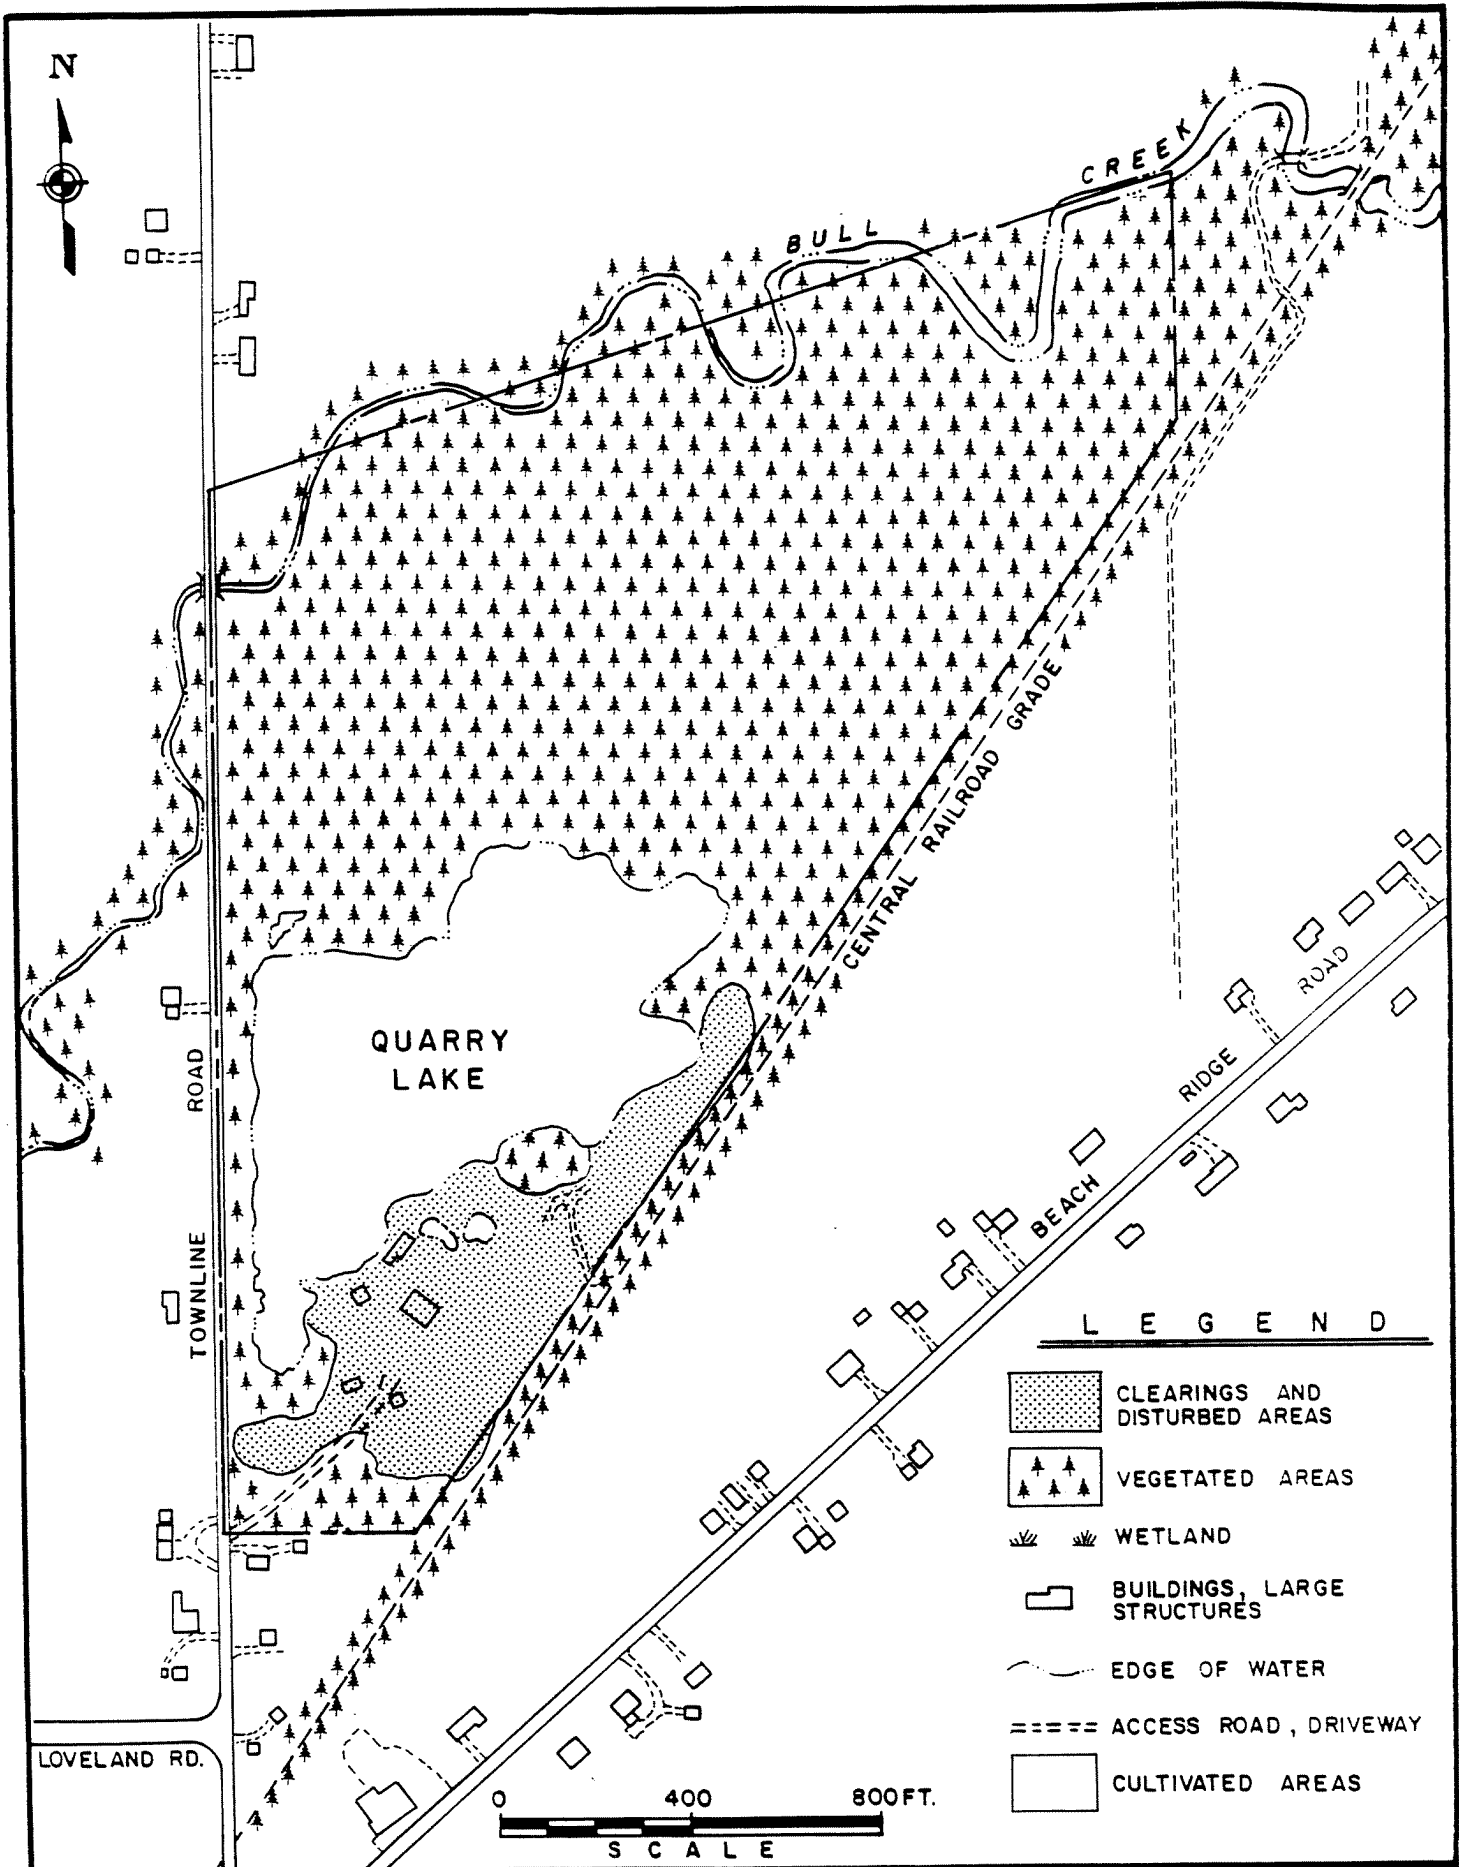 N
CREEK
BULL
CENTRAL RAILROAD GRADE
QUARRY
LAKE
TOWNLINE ROAD
BEACH RIDGE ROAD
LEGEND
CLEARINGS AND
DISTURBED AREAS
VEGETATED AREAS
WETLAND
BUILDINGS, LARGE
STRUCTURES
EDGE OF WATER
ACCESS ROAD, DRIVEWAY
CULTIVATED AREAS
LOVELAND RD.
0 400 800 FT.
SCALE